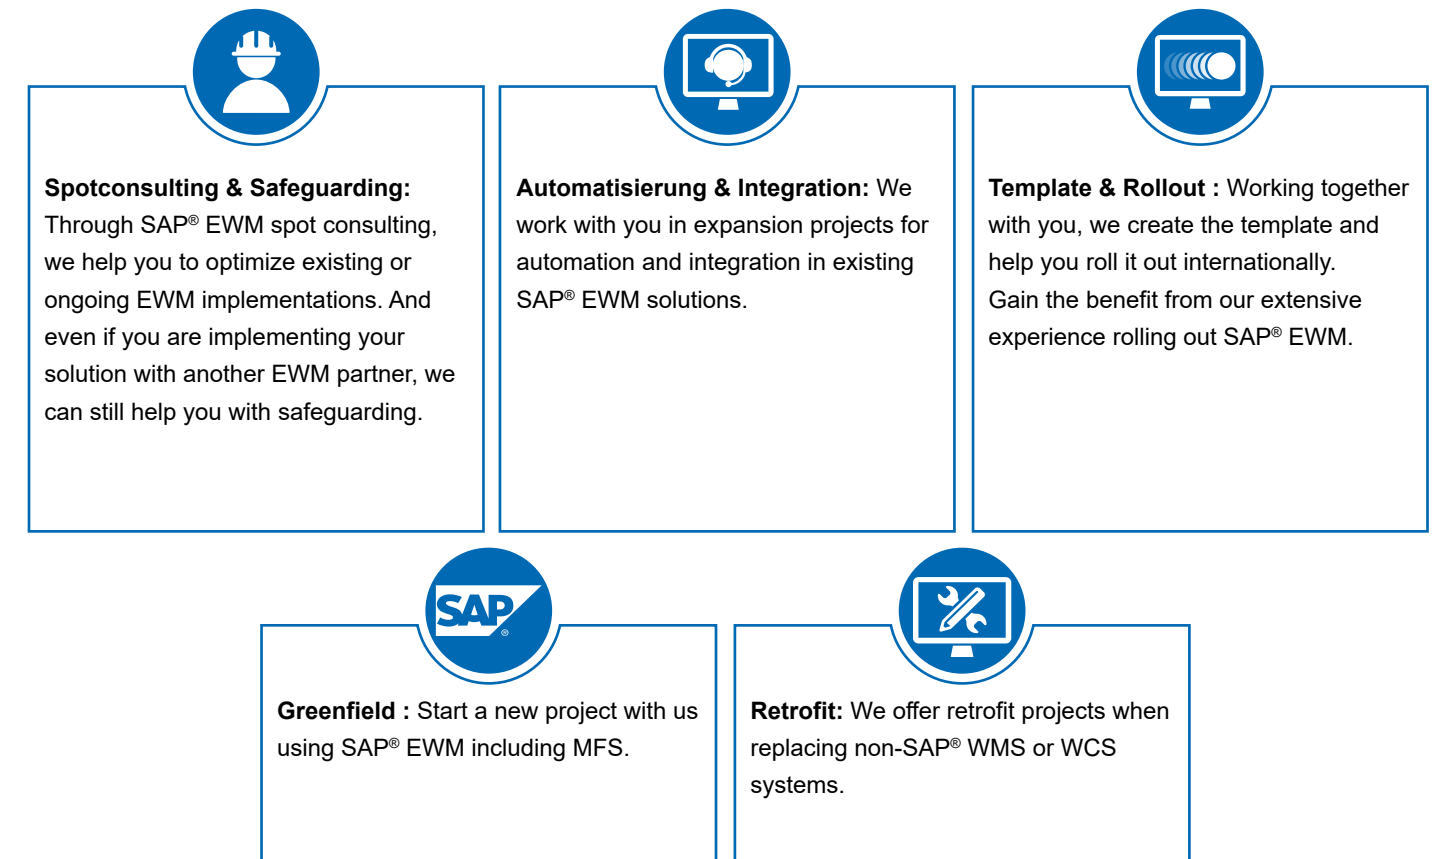 Spotconsulting & Safeguarding:
Through SAP® EWM spot consulting,
we help you to optimize existing or
ongoing EWM implementations. And
even if you are implementing your
solution with another EWM partner, we
can still help you with safeguarding.
Automatisierung & Integration: We
work with you in expansion projects for
automation and integration in existing
SAP® EWM solutions.
Template & Rollout : Working together
with you, we create the template and
help you roll it out internationally.
Gain the benefit from our extensive
experience rolling out SAP® EWM.
SAP®
Greenfield : Start a new project with us
using SAP® EWM including MFS.
Retrofit: We offer retrofit projects when
replacing non-SAP® WMS or WCS
systems.